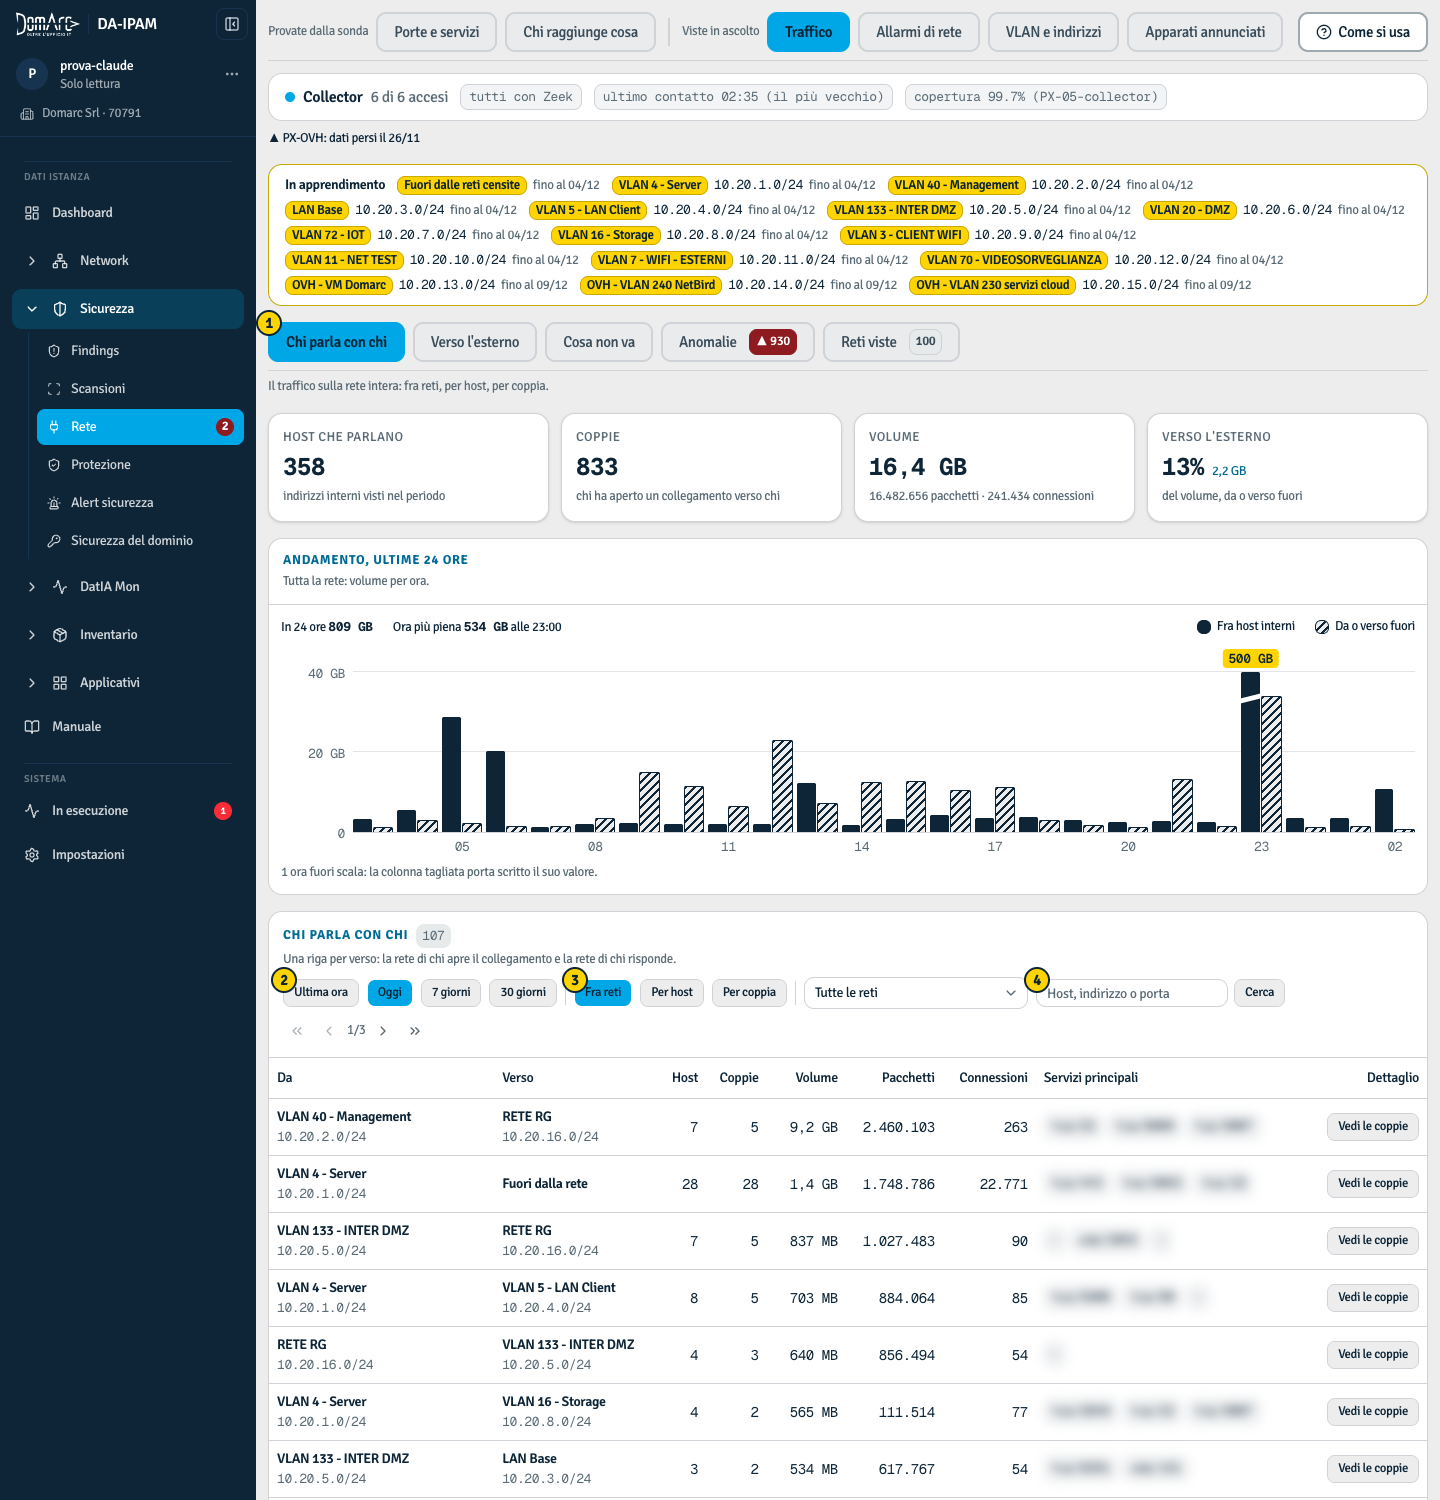 DomArc
OLTRE L'UFFICIO IT
DA-IPAM
P
prova-claude
Solo lettura
Domarc Srl · 70791
DATI ISTANZA
Dashboard
Network
Sicurezza
Findings
Scansioni
Rete 2
Protezione
Alert sicurezza
Sicurezza del dominio
DatIA Mon
Inventario
Applicativi
Manuale
SISTEMA
In esecuzione 1
Impostazioni
Provate dalla sonda Porte e servizi Chi raggiunge cosa Viste in ascolto Traffico Allarmi di rete VLAN e indirizzi Apparati annunciati Come si usa
Collector 6 di 6 accesi tutti con Zeek ultimo contatto 02:35 (il più vecchio) copertura 99.7% (PX-05-collector)
▲ PX-OVH: dati persi il 26/11
In apprendimento Fuori dalle reti censite fino al 04/12 VLAN 4 - Server 10.20.1.0/24 fino al 04/12 VLAN 40 - Management 10.20.2.0/24 fino al 04/12
LAN Base 10.20.3.0/24 fino al 04/12 VLAN 5 - LAN Client 10.20.4.0/24 fino al 04/12 VLAN 133 - INTER DMZ 10.20.5.0/24 fino al 04/12 VLAN 20 - DMZ 10.20.6.0/24 fino al 04/12
VLAN 72 - IOT 10.20.7.0/24 fino al 04/12 VLAN 16 - Storage 10.20.8.0/24 fino al 04/12 VLAN 3 - CLIENT WIFI 10.20.9.0/24 fino al 04/12
VLAN 11 - NET TEST 10.20.10.0/24 fino al 04/12 VLAN 7 - WIFI - ESTERNI 10.20.11.0/24 fino al 04/12 VLAN 70 - VIDEOSORVEGLIANZA 10.20.12.0/24 fino al 04/12
OVH - VM Domarc 10.20.13.0/24 fino al 09/12 OVH - VLAN 240 NetBird 10.20.14.0/24 fino al 09/12 OVH - VLAN 230 servizi cloud 10.20.15.0/24 fino al 09/12
1
Chi parla con chi Verso l'esterno Cosa non va Anomalie ▲ 930 Reti viste 100
Il traffico sulla rete intera: fra reti, per host, per coppia.
HOST CHE PARLANO
358
indirizzi interni visti nel periodo
COPPIE
833
chi ha aperto un collegamento verso chi
VOLUME
16,4 GB
16.482.656 pacchetti · 241.434 connessioni
VERSO L'ESTERNO
13% 2,2 GB
del volume, da o verso fuori
ANDAMENTO, ULTIME 24 ORE
Tutta la rete: volume per ora.
In 24 ore 809 GB Ora più piena 534 GB alle 23:00 Fra host interni Da o verso fuori
500 GB
40 GB
20 GB
0
05 08 11 14 17 20 23 02
1 ora fuori scala: la colonna tagliata porta scritto il suo valore.
CHI PARLA CON CHI 107
Una riga per verso: la rete di chi apre il collegamento e la rete di chi risponde.
2 3 4
Ultima ora Oggi 7 giorni 30 giorni Fra reti Per host Per coppia Tutte le reti Host, indirizzo o porta Cerca
« ‹ 1/3 › »
Da Verso Host Coppie Volume Pacchetti Connessioni Servizi principali Dettaglio
VLAN 40 - Management RETE RG
10.20.2.0/24 10.20.16.0/24 7 5 9,2 GB 2.460.103 263 Vedi le coppie
VLAN 4 - Server
10.20.1.0/24 Fuori dalla rete 28 28 1,4 GB 1.748.786 22.771 Vedi le coppie
VLAN 133 - INTER DMZ RETE RG
10.20.5.0/24 10.20.16.0/24 7 5 837 MB 1.027.483 90 Vedi le coppie
VLAN 4 - Server VLAN 5 - LAN Client
10.20.1.0/24 10.20.4.0/24 8 5 703 MB 884.064 85 Vedi le coppie
RETE RG VLAN 133 - INTER DMZ
10.20.16.0/24 10.20.5.0/24 4 3 640 MB 856.494 54 Vedi le coppie
VLAN 4 - Server VLAN 16 - Storage
10.20.1.0/24 10.20.8.0/24 4 2 565 MB 111.514 77 Vedi le coppie
VLAN 133 - INTER DMZ LAN Base
10.20.5.0/24 10.20.3.0/24 3 2 534 MB 617.767 54 Vedi le coppie